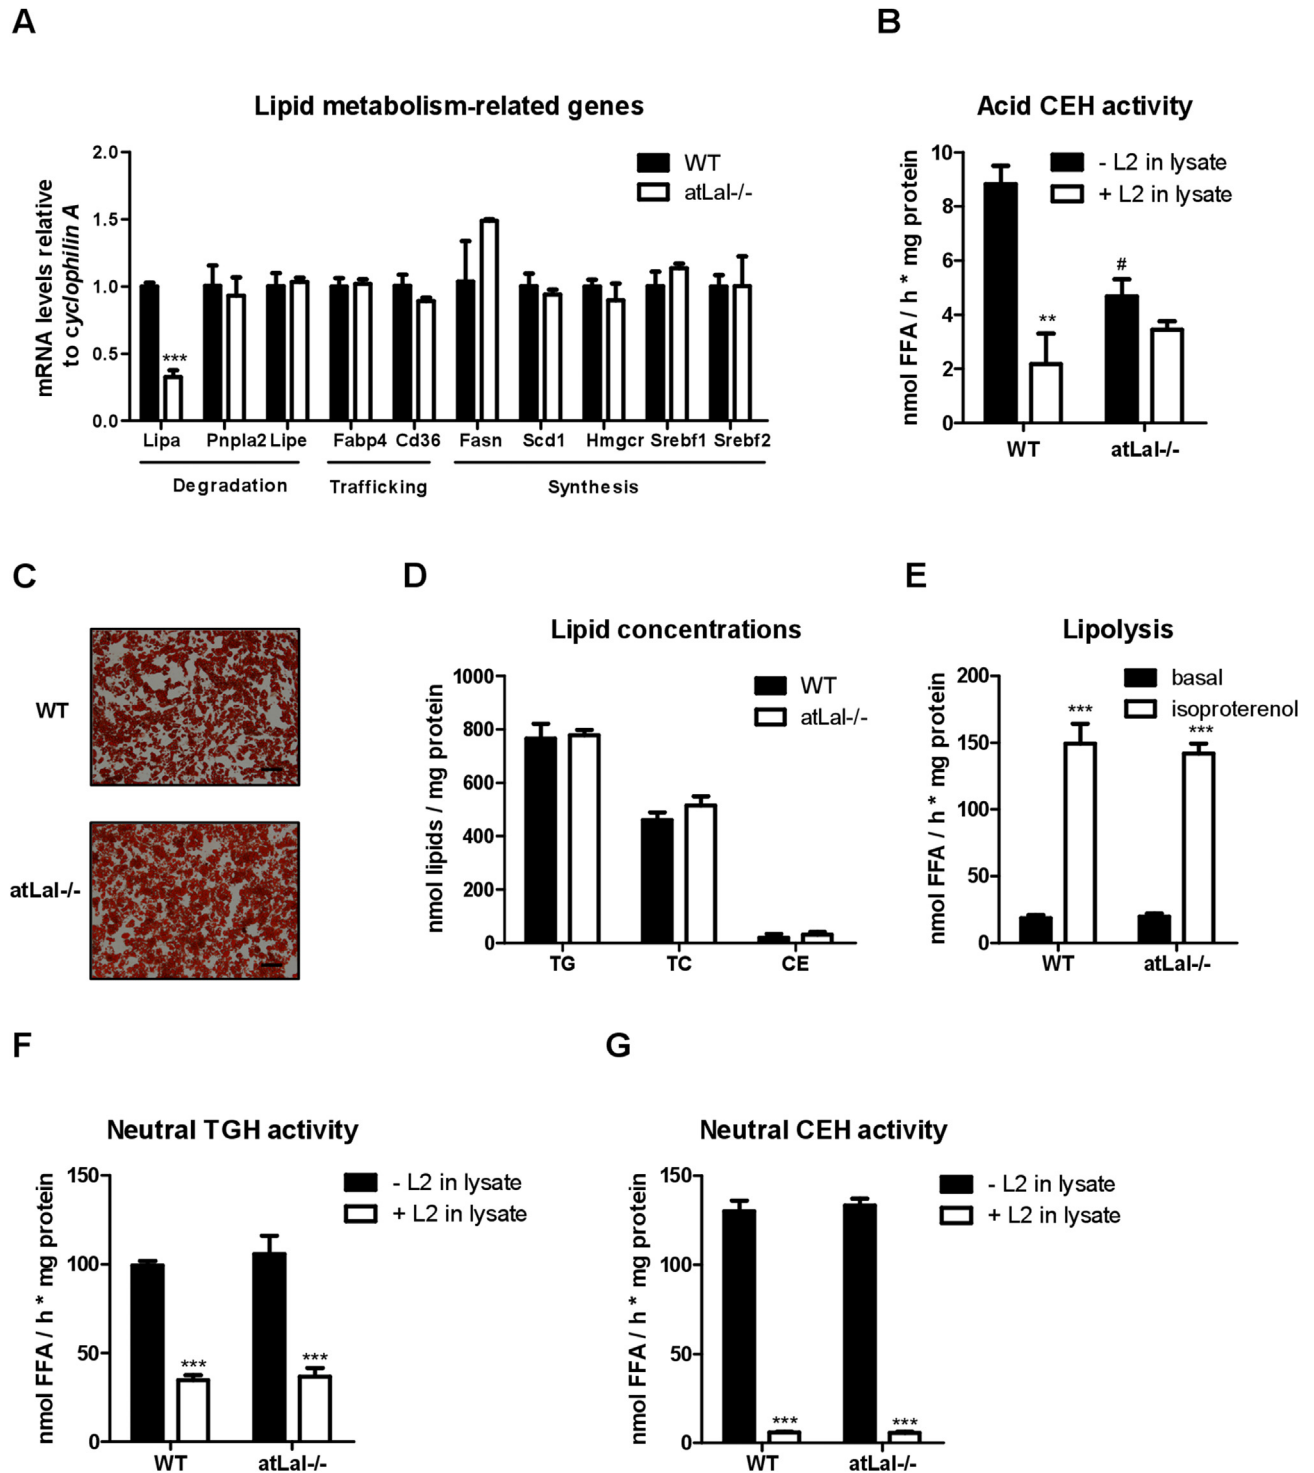 A
B
Lipid metabolism-related genes
Acid CEH activity
mRNA levels relative
to cyclophilin A
2.0
1.5
1.0
0.5
0.0
WT
atLal-/-
***
Lipa
Pnpla2
Lipe
Fabp4
Cd36
Fasn
Scd1
Hmgcr
Srebf1
Srebf2
Degradation
Trafficking
Synthesis
nmol FFA / h * mg protein
10
8
6
4
2
0
- L2 in lysate
+ L2 in lysate
**
#
WT
atLal-/-
C
D
E
WT
atLal-/-
Lipid concentrations
nmol lipids / mg protein
1000
800
600
400
200
0
WT
atLal-/-
TG
TC
CE
Lipolysis
nmol FFA / h * mg protein
200
150
100
50
0
basal
isoproterenol
***
***
WT
atLal-/-
F
G
Neutral TGH activity
nmol FFA / h * mg protein
150
100
50
0
- L2 in lysate
+ L2 in lysate
***
***
WT
atLal-/-
Neutral CEH activity
nmol FFA / h * mg protein
150
100
50
0
- L2 in lysate
+ L2 in lysate
***
***
WT
atLal-/-